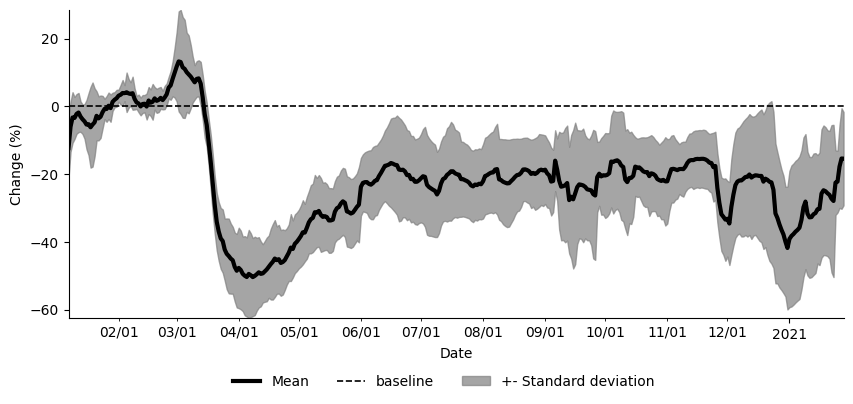 20
0
−20
−40
−60
Change (%)
02/01 03/01 04/01 05/01 06/01 07/01 08/01 09/01 10/01 11/01 12/01 2021
Date
Mean baseline +- Standard deviation